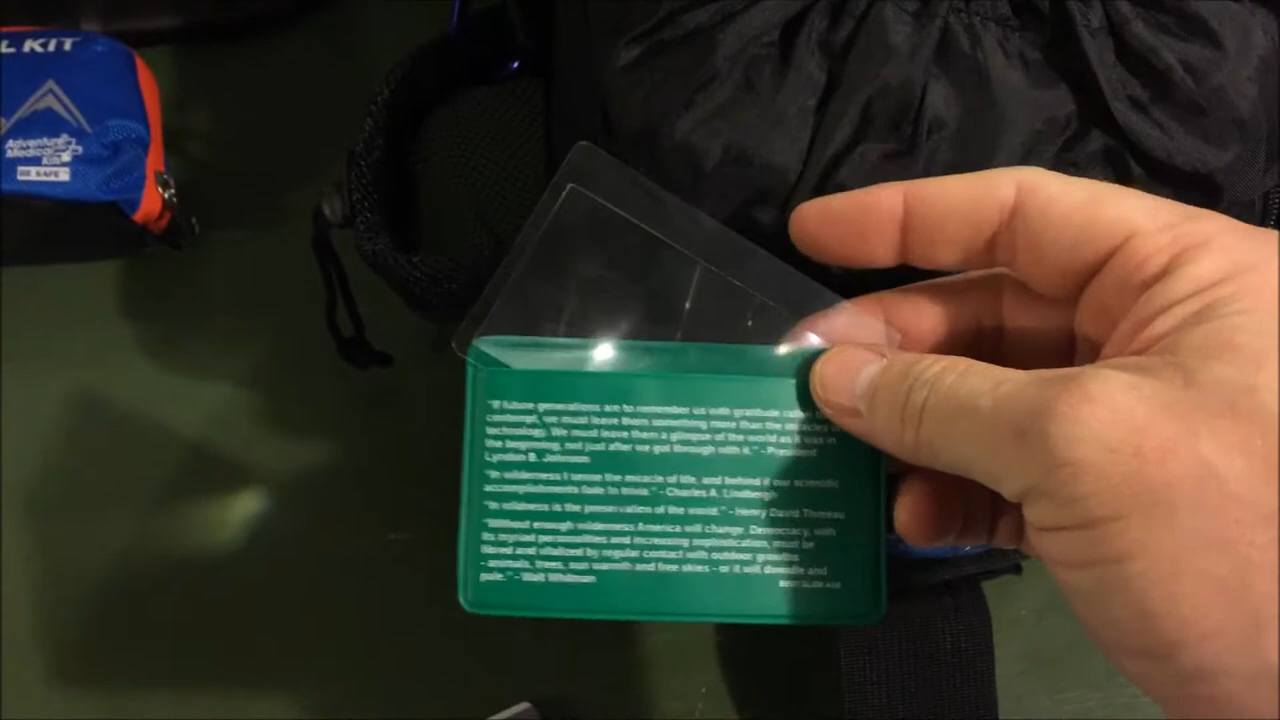 L KIT
Adventure
Medical
Kits
BE SAFE™
"If future generations are to remember us with gratitude rather
contempt, we must leave them something more than the miracles of
technology. We must leave them a glimpse of the world as it was in
the beginning, not just after we got through with it." - President
Lyndon B. Johnson
"In wilderness I sense the miracle of life, and behind it our scientific
accomplishments fade to trivia." - Charles A. Lindbergh
"In wildness is the preservation of the world." - Henry David Thoreau
"Without enough wilderness America will change. Democracy, with
its myriad personalities and increasing sophistication, must be
fibred and vitalized by regular contact with outdoor growths
- animals, trees, sun warmth and free skies - or it will dwindle and
pale." - Walt Whitman
BEST GLIDE ASE